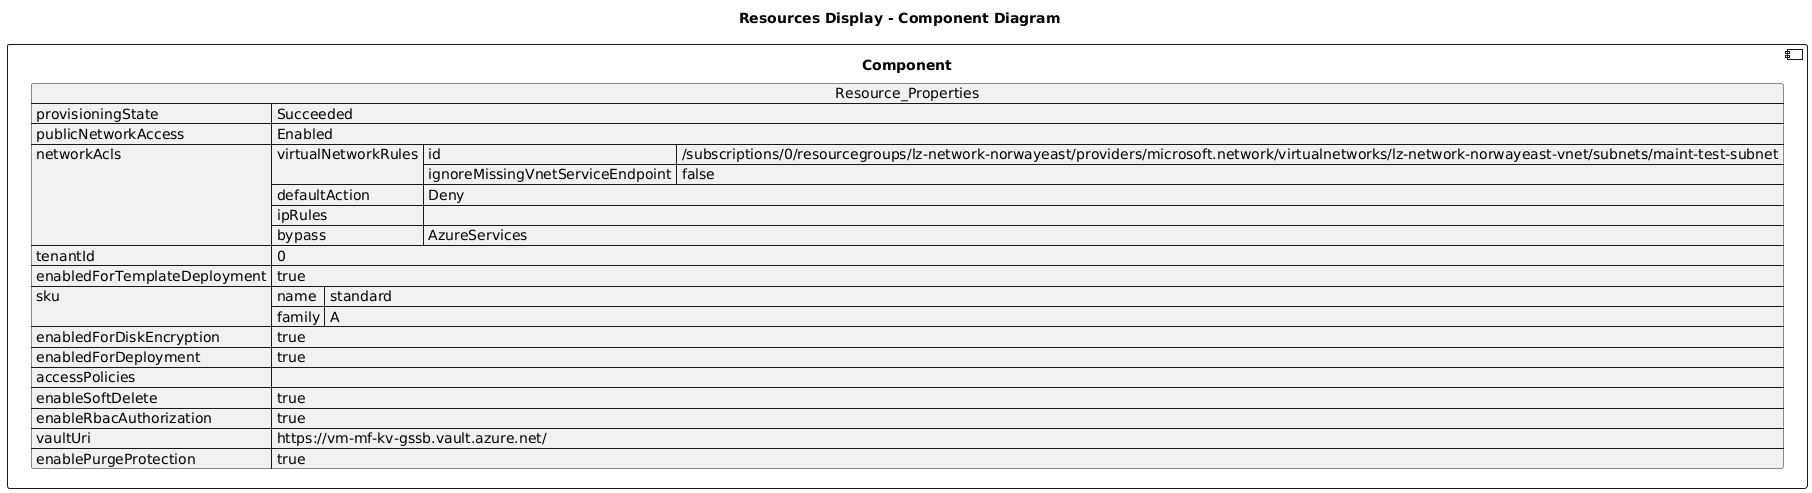 Resources Display - Component Diagram
Component
Resource_Properties
provisioningState Succeeded
publicNetworkAccess Enabled
networkAcls virtualNetworkRules id /subscriptions/0/resourcegroups/lz-network-norwayeast/providers/microsoft.network/virtualnetworks/lz-network-norwayeast-vnet/subnets/maint-test-subnet
ignoreMissingVnetServiceEndpoint false
defaultAction Deny
ipRules
bypass AzureServices
tenantId 0
enabledForTemplateDeployment true
sku name standard
family A
enabledForDiskEncryption true
enabledForDeployment true
accessPolicies
enableSoftDelete true
enableRbacAuthorization true
vaultUri https://vm-mf-kv-gssb.vault.azure.net/
enablePurgeProtection true